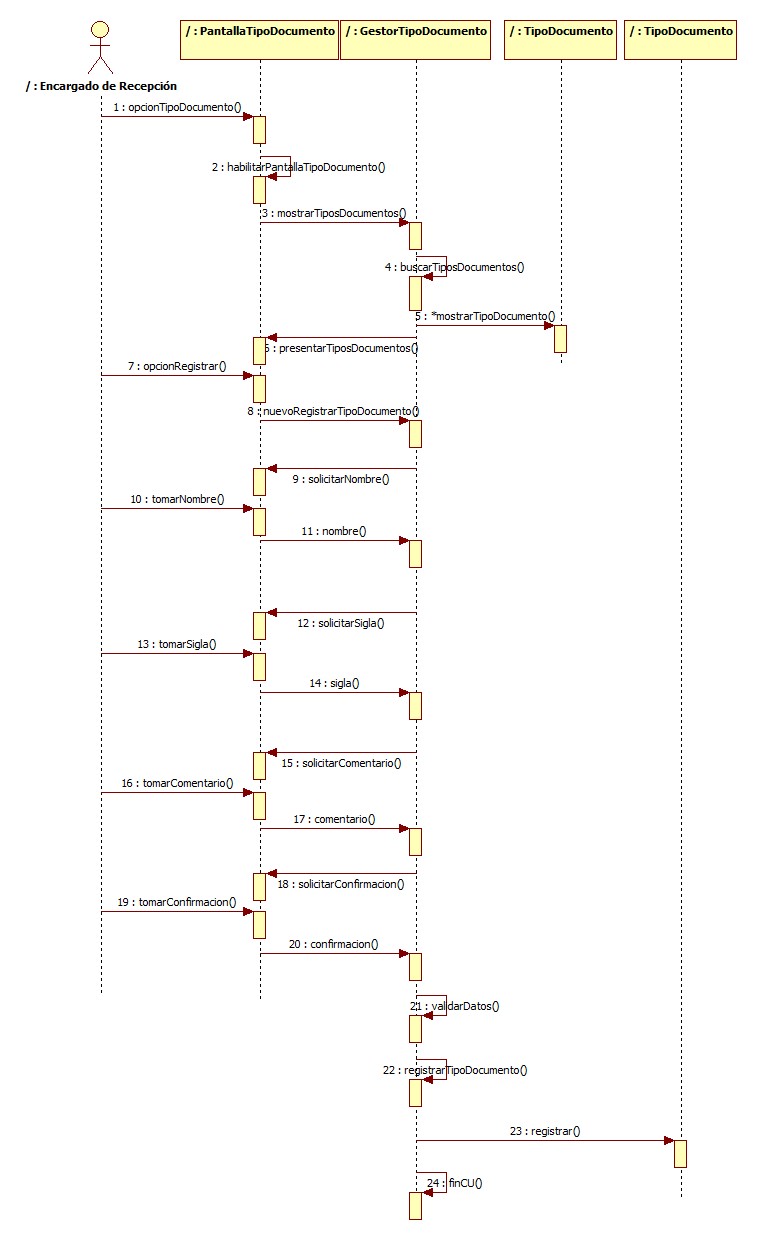 / : PantallaTipoDocumento
/ : GestorTipoDocumento
/ : TipoDocumento
/ : TipoDocumento
/ : Encargado de Recepción
1 : opcionTipoDocumento()
2 : habilitarPantallaTipoDocumento()
3 : mostrarTiposDocumentos()
4 : buscarTiposDocumentos()
5 : *mostrarTipoDocumento()
6 : presentarTiposDocumentos()
7 : opcionRegistrar()
8 : nuevoRegistrarTipoDocumento()
9 : solicitarNombre()
10 : tomarNombre()
11 : nombre()
12 : solicitarSigla()
13 : tomarSigla()
14 : sigla()
15 : solicitarComentario()
16 : tomarComentario()
17 : comentario()
18 : solicitarConfirmacion()
19 : tomarConfirmacion()
20 : confirmacion()
21 : validarDatos()
22 : registrarTipoDocumento()
23 : registrar()
24 : finCU()